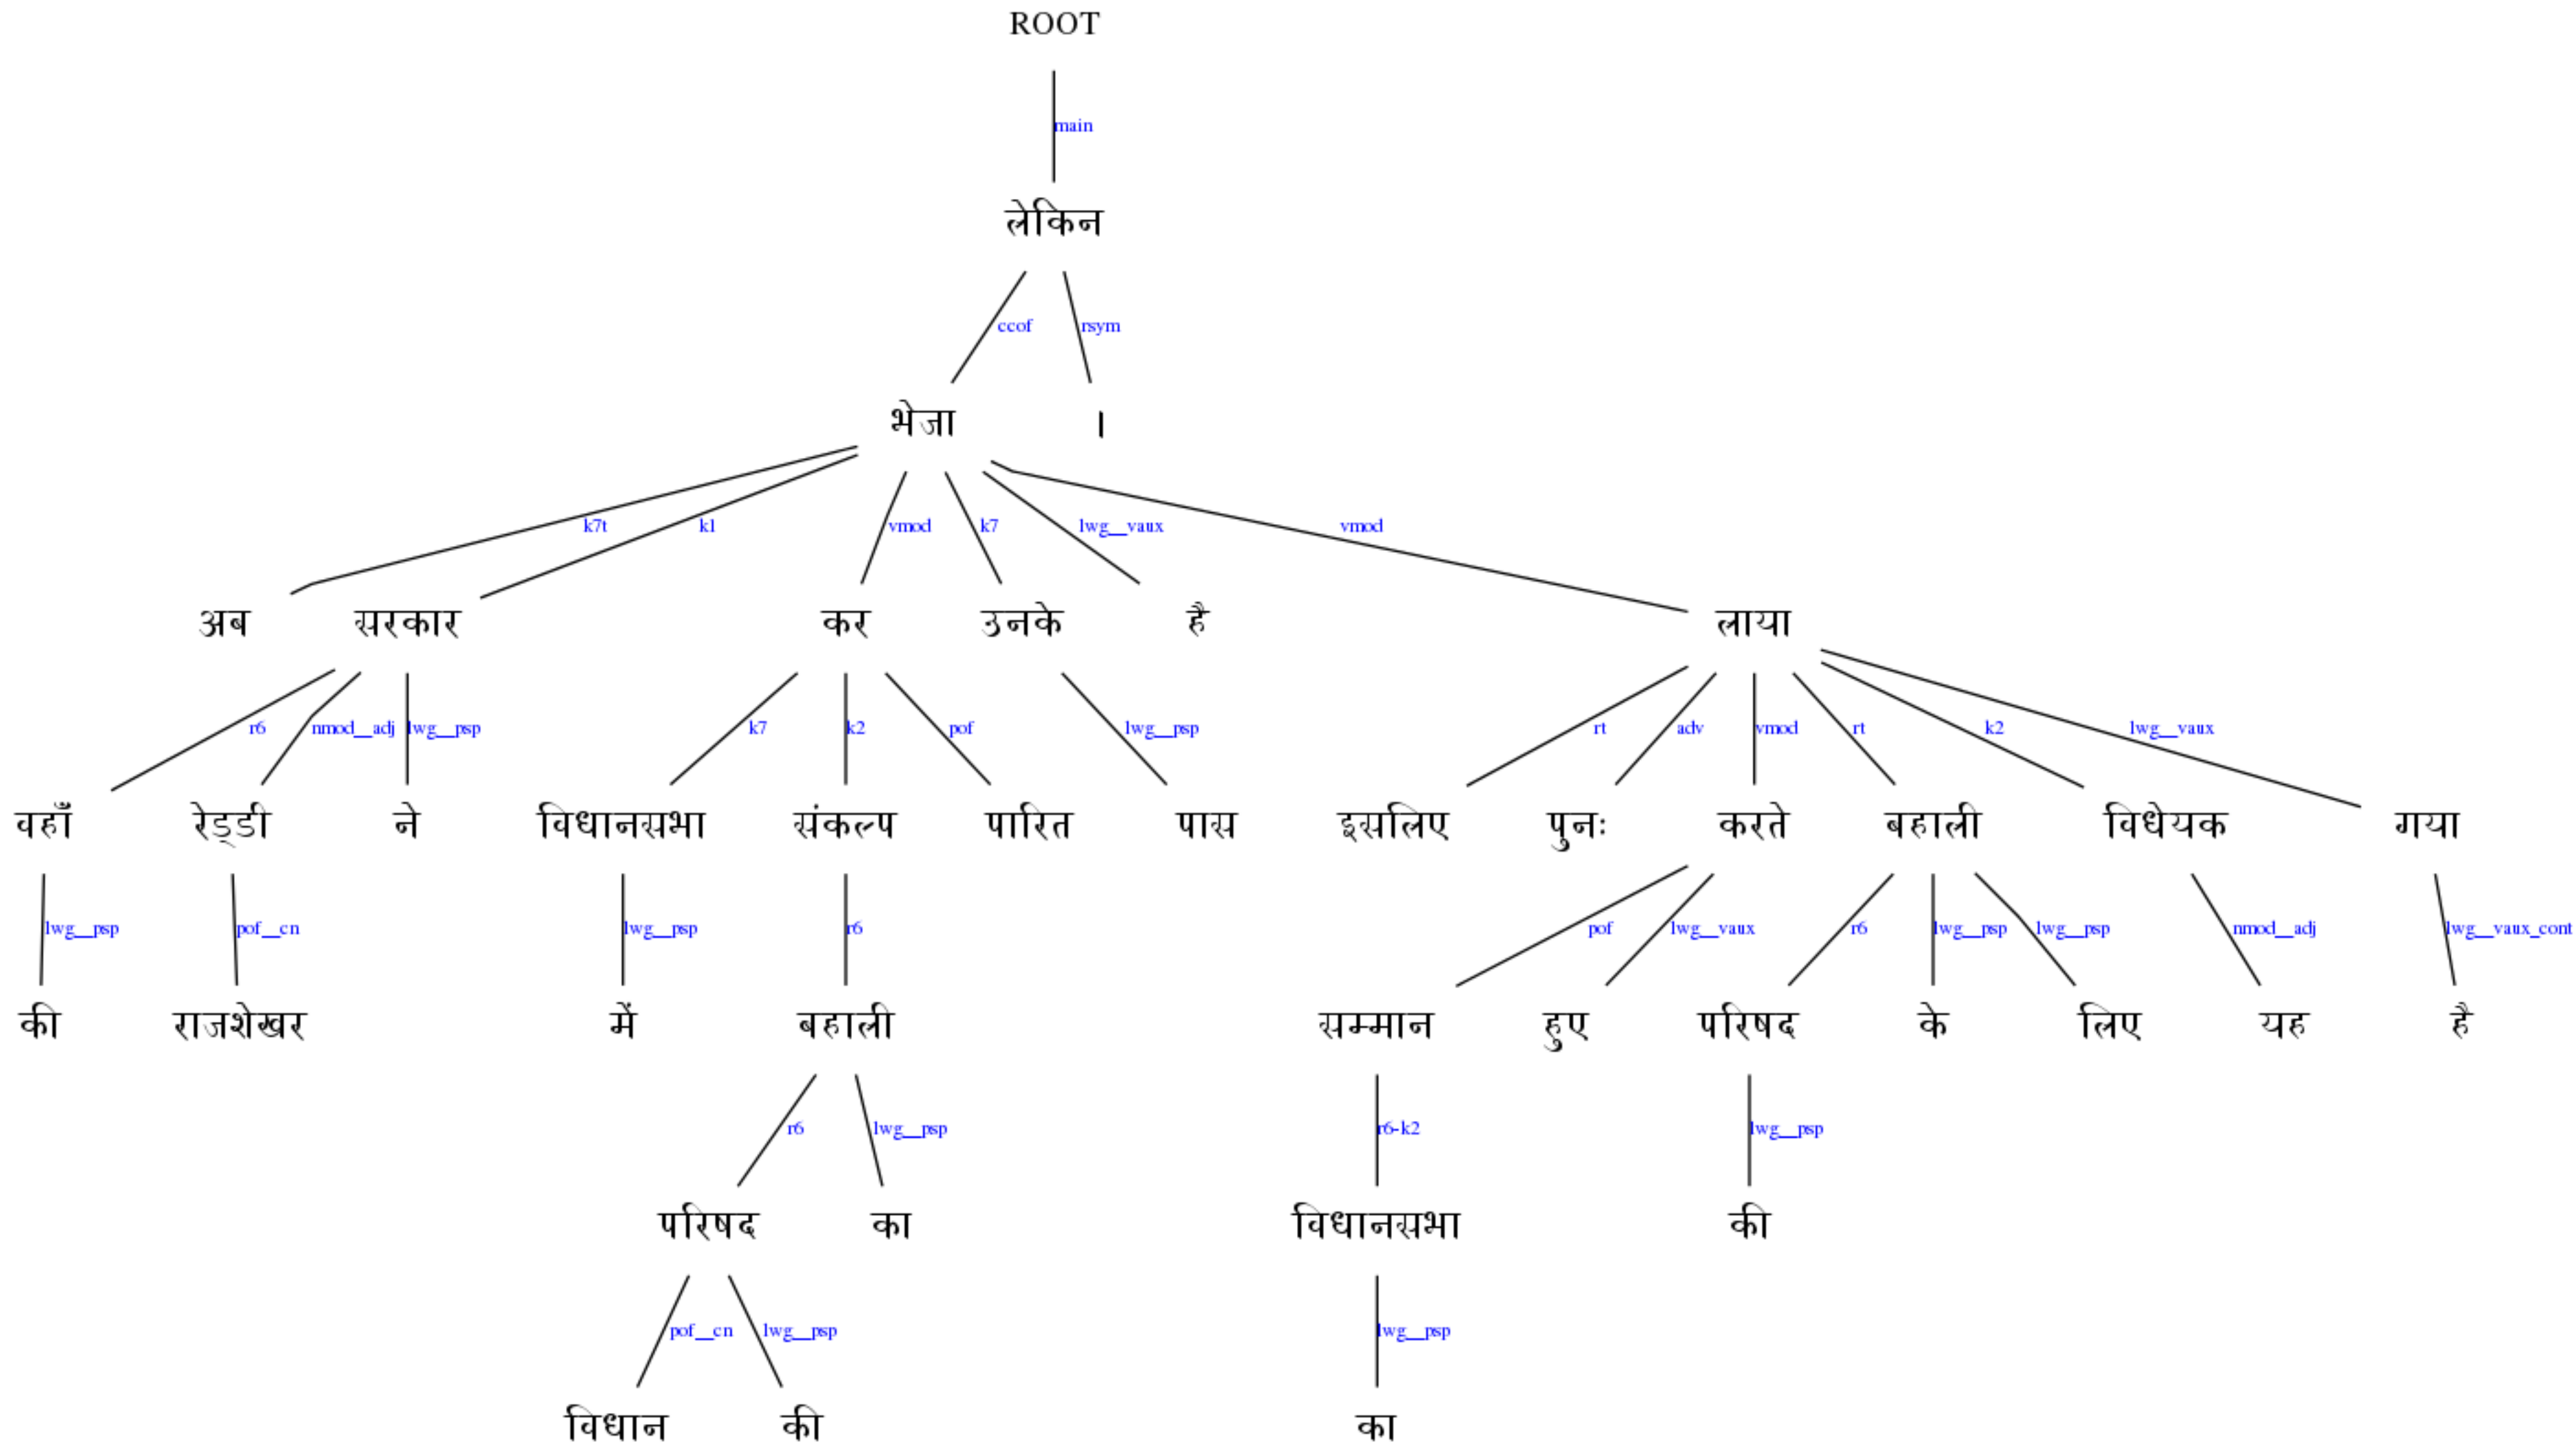 ROOT
main
लेकिन
ccof rsym
भेजा ।
k7t k1 vmod k7 lwg__vaux vmod
अब सरकार कर उनके है लाया
r6 nmod__adj lwg__psp k7 k2 pof lwg__psp rt adv vmod rt k2 lwg__vaux
वहाँ रेड्डी ने विधानसभा संकल्प पारित पास इसलिए पुनः करते बहाली विधेयक गया
lwg__psp pof__cn lwg__psp r6 pof lwg__vaux r6 lwg__psp lwg__psp nmod__adj lwg__vaux_cont
की राजशेखर में बहाली सम्मान हुए परिषद के लिए यह है
r6 lwg__psp r6-k2 lwg__psp
परिषद का विधानसभा की
pof__cn lwg__psp lwg__psp
विधान की का